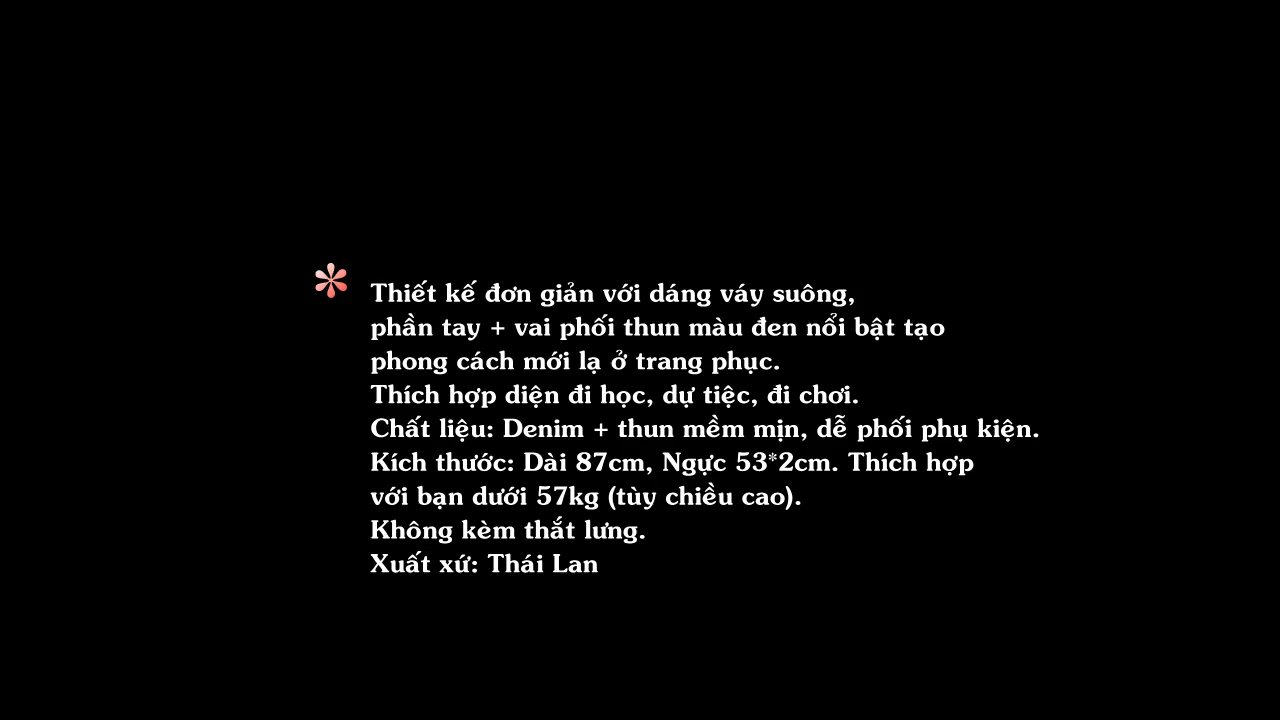 * Thiết kế đơn giản với dáng váy suông,
phần tay + vai phối thun màu đen nổi bật tạo
phong cách mới lạ ở trang phục.
Thích hợp diện đi học, dự tiệc, đi chơi.
Chất liệu: Denim + thun mềm mịn, dễ phối phụ kiện.
Kích thước: Dài 87cm, Ngực 53*2cm. Thích hợp
với bạn dưới 57kg (tùy chiều cao).
Không kèm thắt lưng.
Xuất xứ: Thái Lan